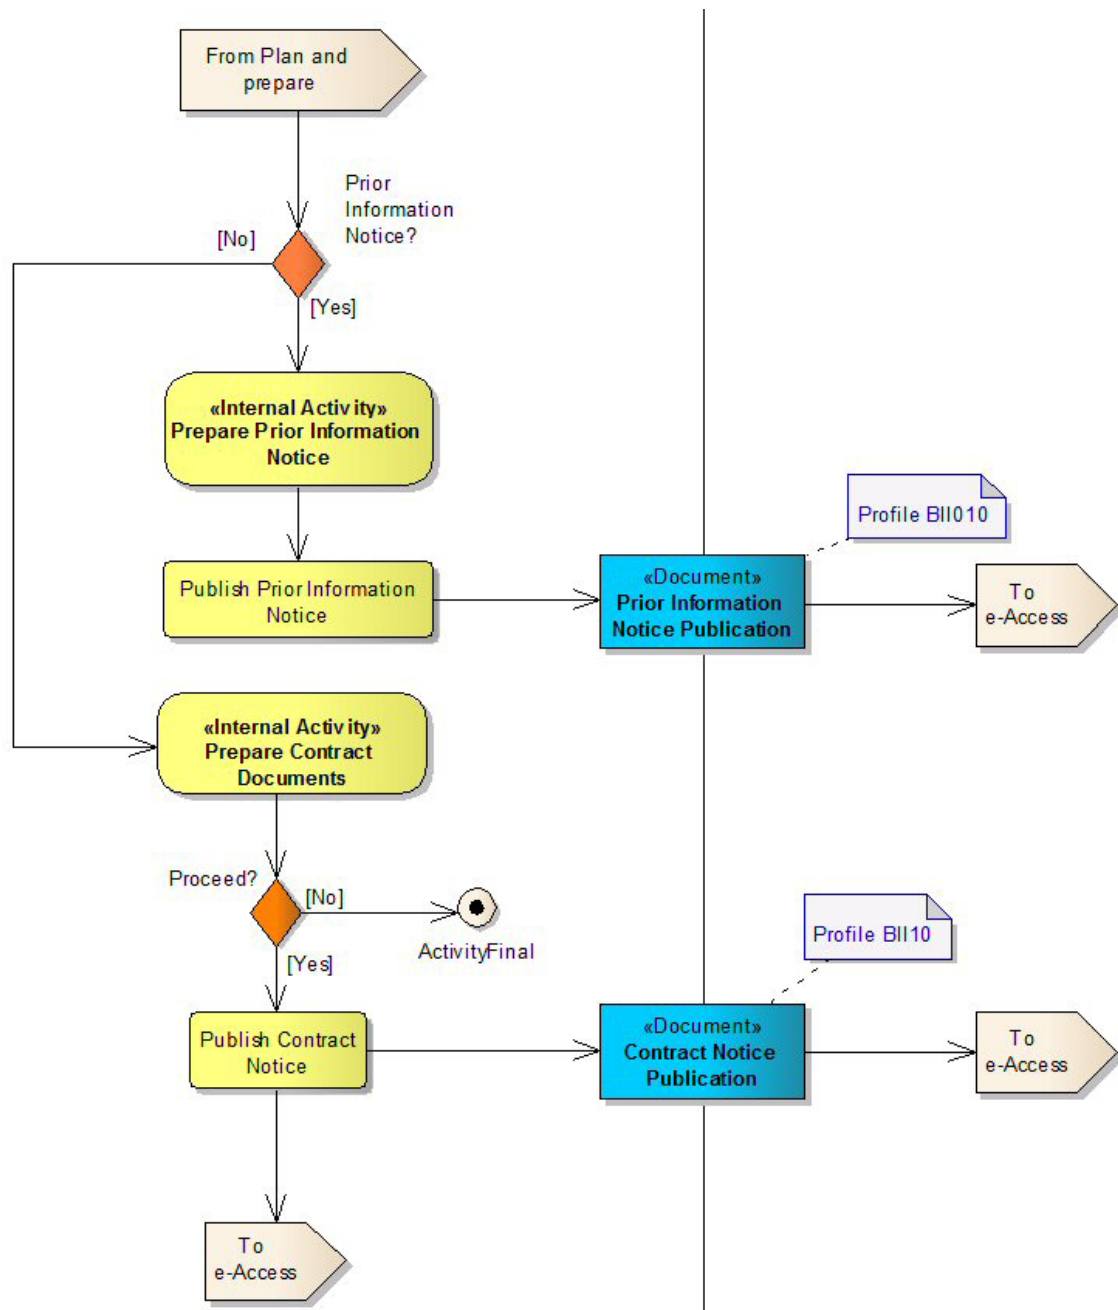 From Plan and
prepare
Prior
Information
Notice?
[No]
[Yes]
«Internal Activity»
Prepare Prior Information
Notice
Profile BII010
Publish Prior Information
Notice
«Document»
Prior Information
Notice Publication
To
e-Access
«Internal Activity»
Prepare Contract
Documents
Proceed?
[No]
ActivityFinal
[Yes]
Profile BII10
Publish Contract
Notice
«Document»
Contract Notice
Publication
To
e-Access
To
e-Access